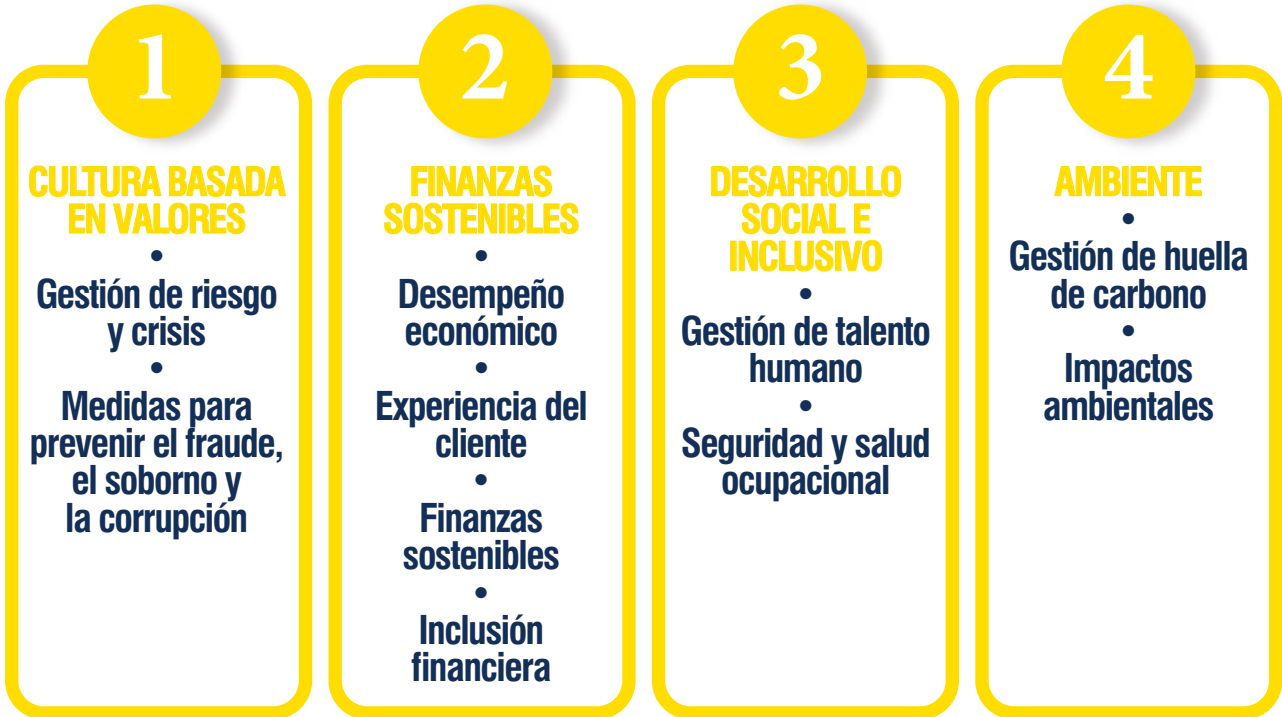 1
CULTURA BASADA
EN VALORES
•
Gestión de riesgo
y crisis
•
Medidas para
prevenir el fraude,
el soborno y
la corrupción
2
FINANZAS
SOSTENIBLES
•
Desempeño
económico
•
Experiencia del
cliente
•
Finanzas
sostenibles
•
Inclusión
financiera
3
DESARROLLO
SOCIAL E
INCLUSIVO
•
Gestión de talento
humano
•
Seguridad y salud
ocupacional
4
AMBIENTE
•
Gestión de huella
de carbono
•
Impactos
ambientales